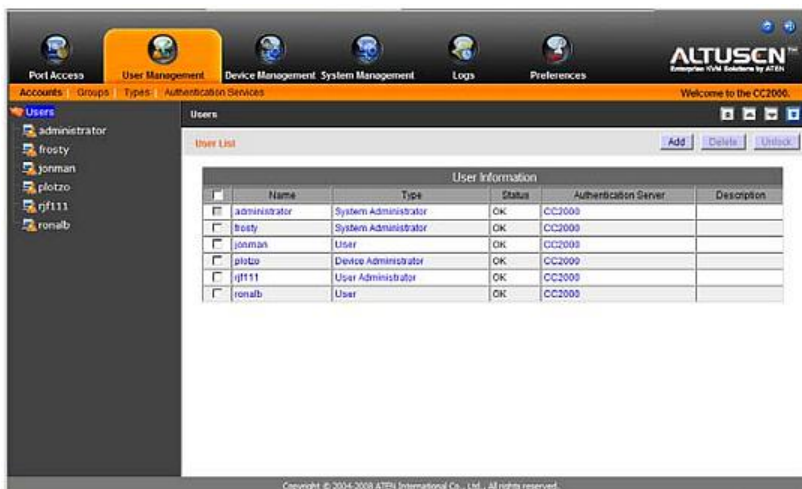 Port Access User Management Device Management System Management Logs Preferences
ALTUSEN™
Enterprise KVM Solutions by ATEN
Accounts | Groups | Types | Authentication Services
Welcome to the CC2000.
Users
administrator
frosty
jonman
plotzo
rjf111
ronalb
Users
User List
Add Delete Unlock
User Information
Name Type Status Authentication Server Description
administrator System Administrator OK CC2000
frosty System Administrator OK CC2000
jonman User OK CC2000
plotzo Device Administrator OK CC2000
rjf111 User Administrator OK CC2000
ronalb User OK CC2000
Copyright © 2004-2008 ATEN International Co., Ltd., All rights reserved.